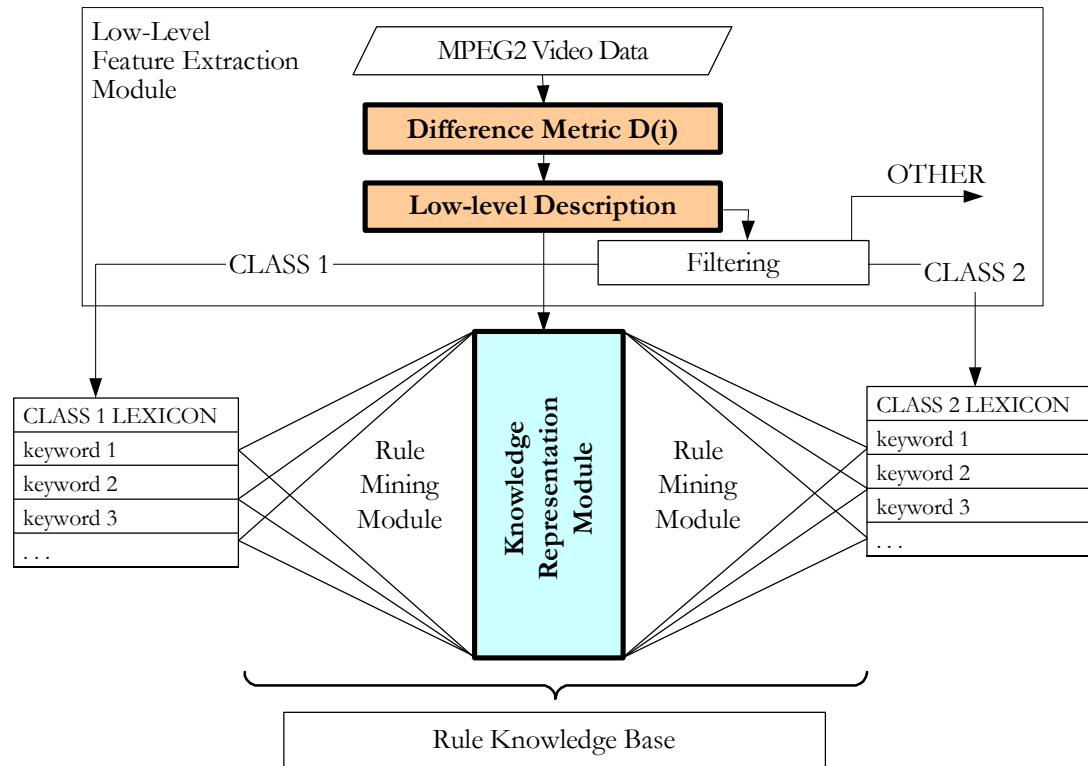 Low-Level
Feature Extraction
Module
MPEG2 Video Data
Difference Metric D(i)
Low-level Description
OTHER
Filtering
CLASS 1
CLASS 2
CLASS 1 LEXICON
keyword 1
keyword 2
keyword 3
. . .
Rule
Mining
Module
Knowledge
Representation
Module
Rule
Mining
Module
CLASS 2 LEXICON
keyword 1
keyword 2
keyword 3
. . .
Rule Knowledge Base